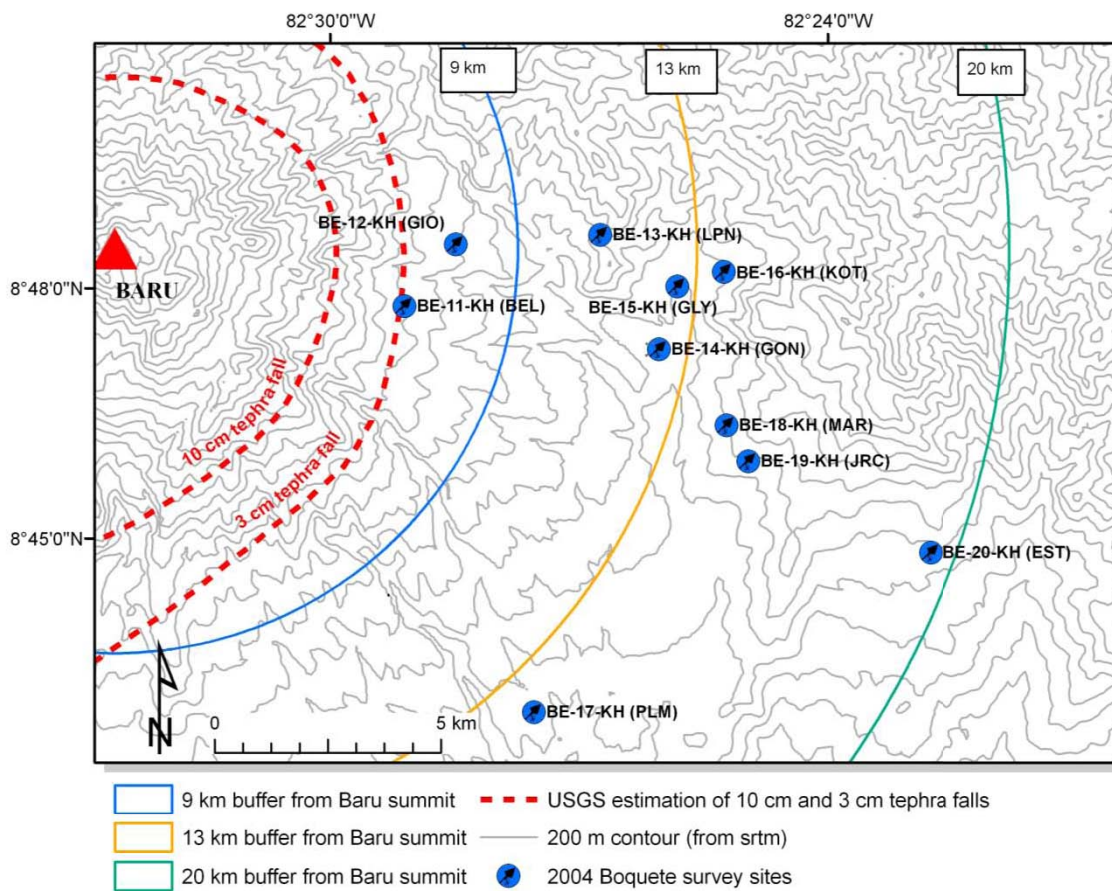 82°30'0"W
82°24'0"W
9 km
13 km
20 km
BE-12-KH (GIO)
BE-13-KH (LPN)
BE-16-KH (KOT)
8°48'0"N
BARU
BE-11-KH (BEL)
BE-15-KH (GLY)
BE-14-KH (GON)
10 cm tephra fall
3 cm tephra fall
BE-18-KH (MAR)
BE-19-KH (JRC)
8°45'0"N
BE-20-KH (EST)
BE-17-KH (PLM)
N
0
5 km
9 km buffer from Baru summit
USGS estimation of 10 cm and 3 cm tephra falls
13 km buffer from Baru summit
200 m contour (from srtm)
20 km buffer from Baru summit
2004 Boquete survey sites